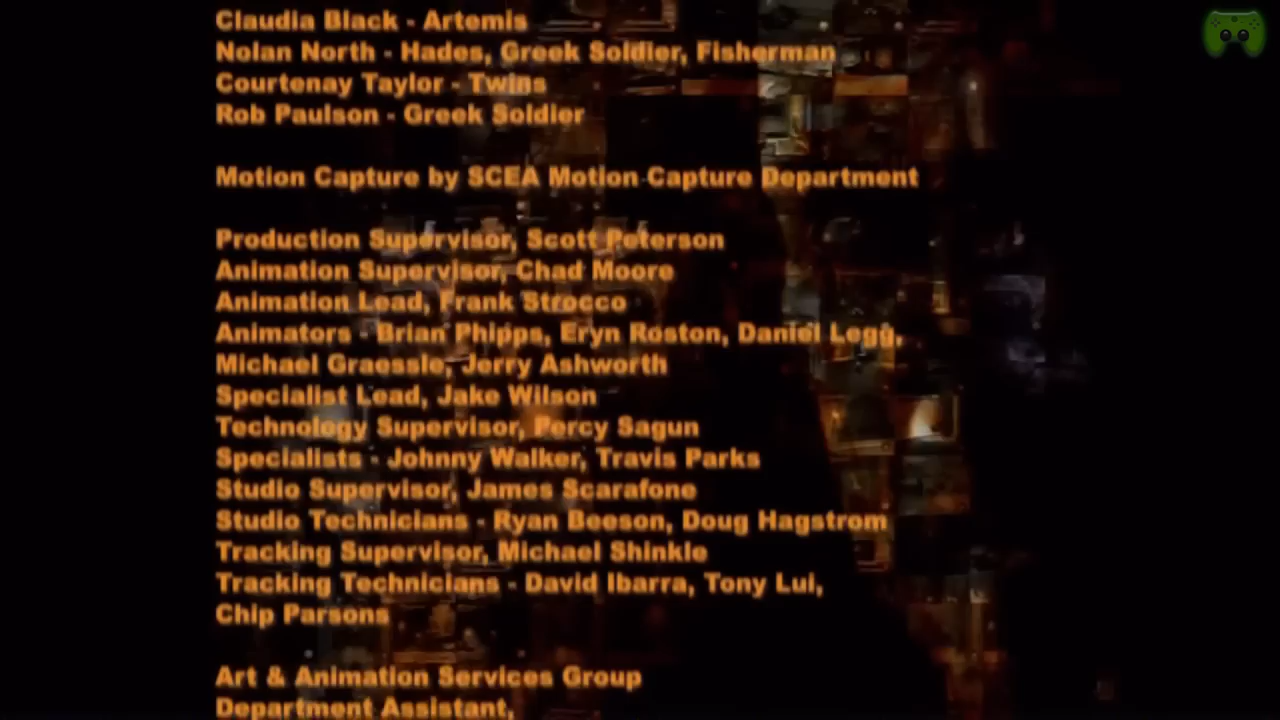 Claudia Black - Artemis
Nolan North - Hades, Greek Soldier, Fisherman
Courtenay Taylor - Twins
Rob Paulson - Greek Soldier
Motion Capture by SCEA Motion Capture Department
Production Supervisor, Scott Peterson
Animation Supervisor, Chad Moore
Animation Lead, Frank Strocco
Animators - Brian Phipps, Eryn Roston, Daniel Legg,
Michael Graessle, Jerry Ashworth
Specialist Lead, Jake Wilson
Technology Supervisor, Percy Sagun
Specialists - Johnny Walker, Travis Parks
Studio Supervisor, James Scarafone
Studio Technicians - Ryan Beeson, Doug Hagstrom
Tracking Supervisor, Michael Shinkle
Tracking Technicians - David Ibarra, Tony Lui,
Chip Parsons
Art & Animation Services Group
Department Assistant,